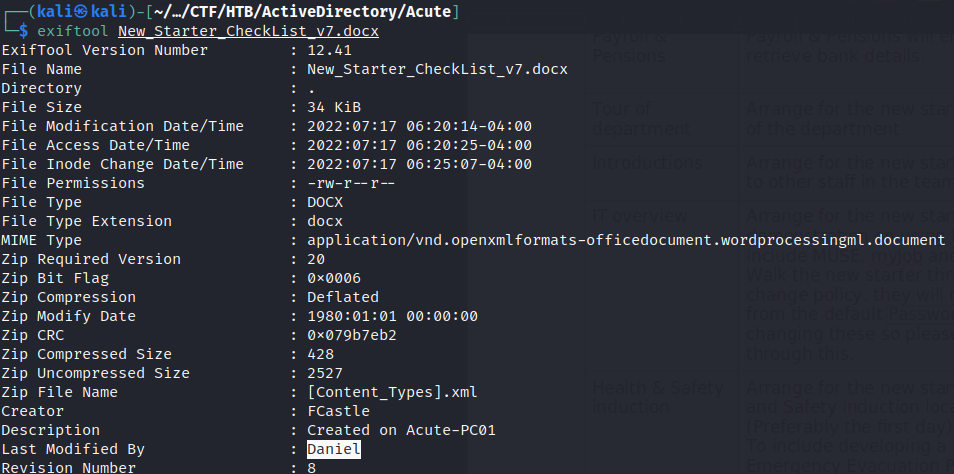 ┌──(kali㉿kali)-[~/…/CTF/HTB/ActiveDirectory/Acute]
└─$ exiftool New_Starter_CheckList_v7.docx
ExifTool Version Number : 12.41
File Name : New_Starter_CheckList_v7.docx
Directory : .
File Size : 34 KiB
File Modification Date/Time : 2022:07:17 06:20:14-04:00
File Access Date/Time : 2022:07:17 06:20:25-04:00
File Inode Change Date/Time : 2022:07:17 06:25:07-04:00
File Permissions : -rw-r--r--
File Type : DOCX
File Type Extension : docx
MIME Type : application/vnd.openxmlformats-officedocument.wordprocessingml.document
Zip Required Version : 20
Zip Bit Flag : 0×0006
Zip Compression : Deflated
Zip Modify Date : 1980:01:01 00:00:00
Zip CRC : 0×079b7eb2
Zip Compressed Size : 428
Zip Uncompressed Size : 2527
Zip File Name : [Content_Types].xml
Creator : FCastle
Description : Created on Acute-PC01
Last Modified By : Daniel
Revision Number : 8
Pensions
retrieve bank details
Tour of
Arrange for the new star
department
of the department
Introductions
Arrange for the new star
to other staff in the team
IT overview
Arrange for the new star
Walk the new starter thr
change policy, they will
from the default Passwo
changing these so please
through this.
Health & Safety
Arrange for the new star
Induction
and Safety induction loca
(Preferably the first day)
To include developing a